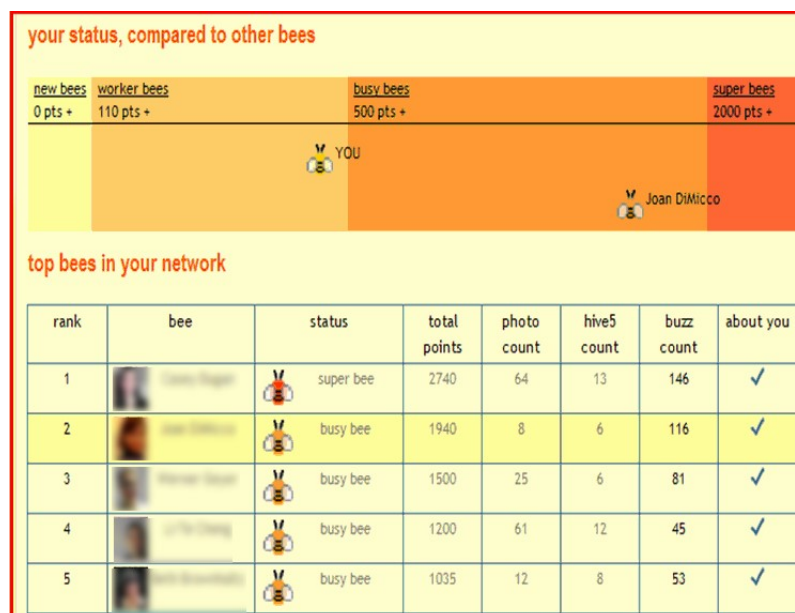 your status, compared to other bees
new bees worker bees busy bees super bees
0 pts + 110 pts + 500 pts + 2000 pts +
YOU
Joan DiMicco
top bees in your network
rank bee status total points photo count hive5 count buzz count about you
1 super bee 2740 64 13 146
2 busy bee 1940 8 6 116
3 busy bee 1500 25 6 81
4 busy bee 1200 61 12 45
5 busy bee 1035 12 8 53